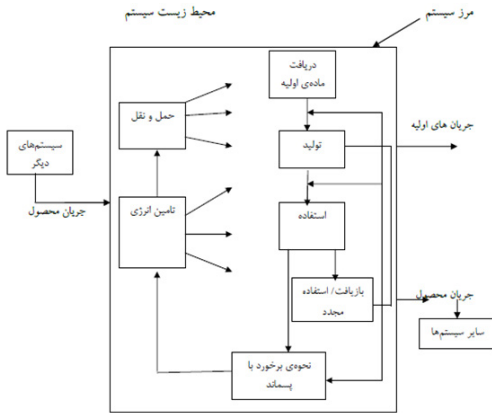 محیط زیست سیستم
مرز سیستم
دریافت
ماده‌ی اولیه
حمل و نقل
جریان های اولیه
تولید
سیستم‌های
دیگر
جریان محصول
تامین انرژی
استفاده
بازیافت/ استفاده
مجدد
جریان محصول
سایر سیستم‌ها
نحوه‌ی برخورد با
پسماند